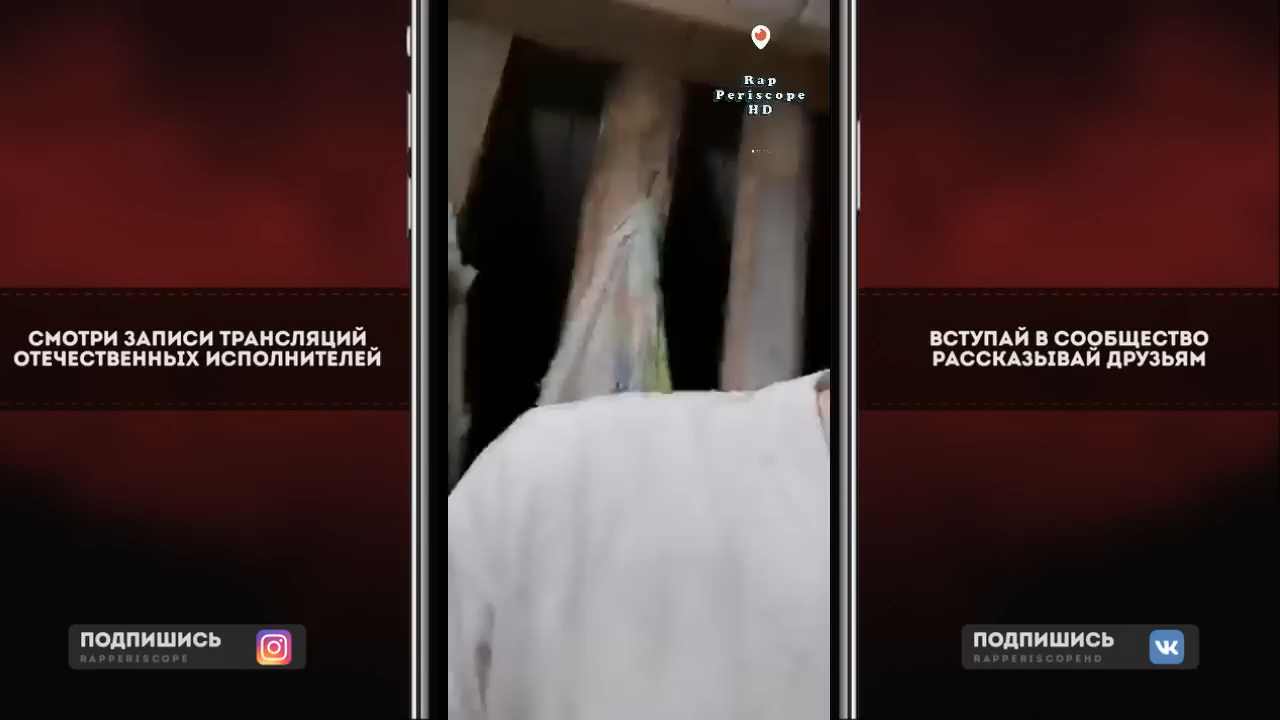 Rap
Periscope
HD
СМОТРИ ЗАПИСИ ТРАНСЛЯЦИЙ
ОТЕЧЕСТВЕННЫХ ИСПОЛНИТЕЛЕЙ
ВСТУПАЙ В СООБЩЕСТВО
РАССКАЗЫВАЙ ДРУЗЬЯМ
ПОДПИШИСЬ
RAPPERISCOPE
ПОДПИШИСЬ
RAPPERISCOPEHD